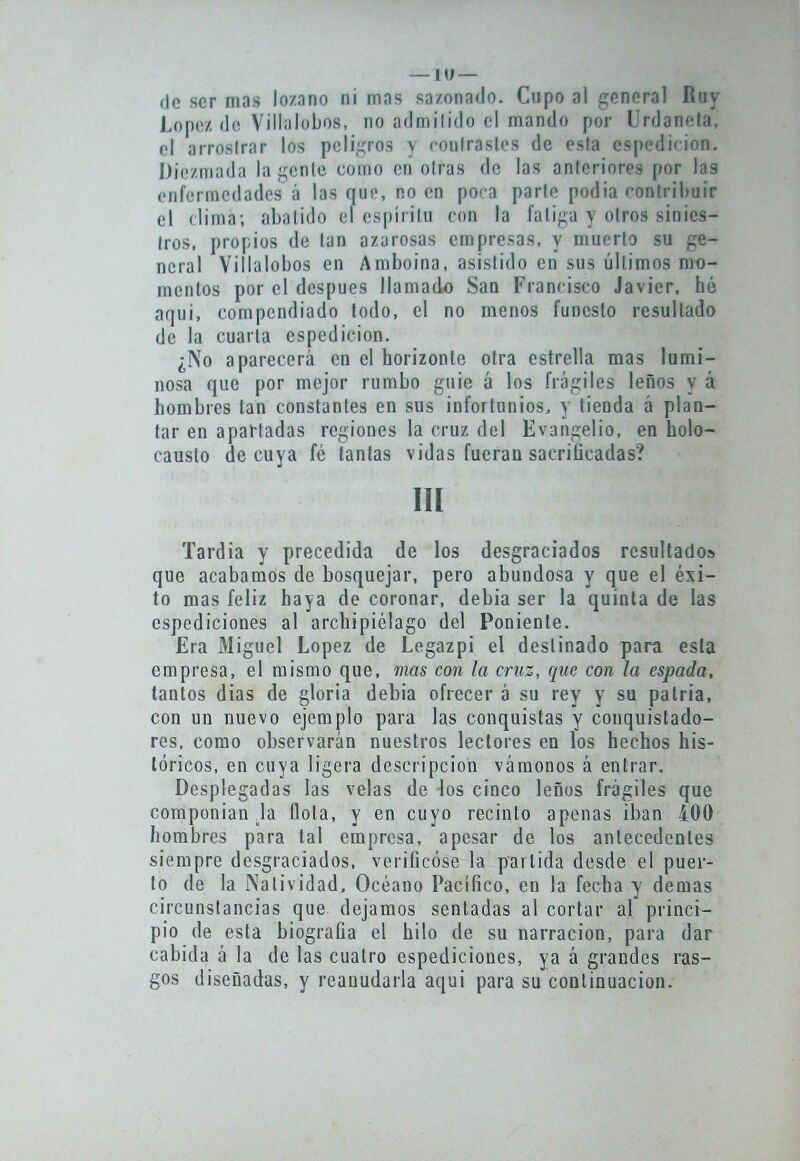 —10—
de ser mas lozano ni mas sazonado. Cupo al general Ruy
Lopez de Villalobos, no admitido el mando por Urdaneta,
el arrostrar los peligros y contrastes de esta espedicion.
Diezmada la gente como en otras de las anteriores por las
enfermedades á las que, no en poca parte podia contribuir
el clima; abatido el espíritu con la fatiga y otros sinies-
tros, propios de tan azarosas empresas, y muerto su ge-
neral Villalobos en Amboina, asistido en sus últimos mo-
mentos por el despues llamado San Francisco Javier, hé
aqui, compendiado todo, el no menos funesto resultado
de la cuarta espedicion.
¿No aparecerá en el horizonte otra estrella mas lumi-
nosa que por mejor rumbo guie á los frágiles leños y á
hombres tan constantes en sus infortunios, y tienda á plan-
tar en apartadas regiones la cruz del Evangelio, en holo-
causto de cuya fé tantas vidas fueran sacrificadas?
III
Tardia y precedida de los desgraciados resultados
que acabamos de bosquejar, pero abundosa y que el éxi-
to mas feliz haya de coronar, debia ser la quinta de las
espediciones al archipiélago del Poniente.
Era Miguel Lopez de Legazpi el destinado para esta
empresa, el mismo que, mas con la cruz, que con la espada,
tantos dias de gloria debia ofrecer á su rey y su patria,
con un nuevo ejemplo para las conquistas y conquistado-
res, como observarán nuestros lectores en los hechos his-
tóricos, en cuya ligera descripcion vámonos á entrar.
Desplegadas las velas de los cinco leños frágiles que
componian la flota, y en cuyo recinto apenas iban 400
hombres para tal empresa, apesar de los antecedentes
siempre desgraciados, verificóse la partida desde el puer-
to de la Natividad, Océano Pacífico, en la fecha y demas
circunstancias que dejamos sentadas al cortar al princi-
pio de esta biografia el hilo de su narracion, para dar
cabida á la de las cuatro espediciones, ya á grandes ras-
gos diseñadas, y reanudarla aqui para su continuacion.